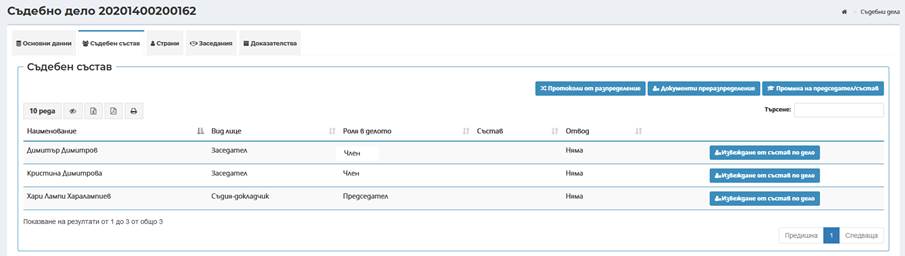 Съдебно дело 20201400200162
Съдебни дела
Основни данни Съдебен състав Страни Заседания Доказателства
Съдебен състав
Протоколи от разпределение Документи преразпределение Промяна на председател/състав
10 реда
Търсене:
Наименование Вид лице Роля в делото Състав Отвод
Димитър Димитров Заседател Член Няма Извеждане от състав по дело
Кристина Димитрова Заседател Член Няма Извеждане от състав по дело
Хари Лампи Харалампиев Съдия-докладчик Председател Няма Извеждане от състав по дело
Показване на резултати от 1 до 3 от общо 3
Предишна 1 Следваща